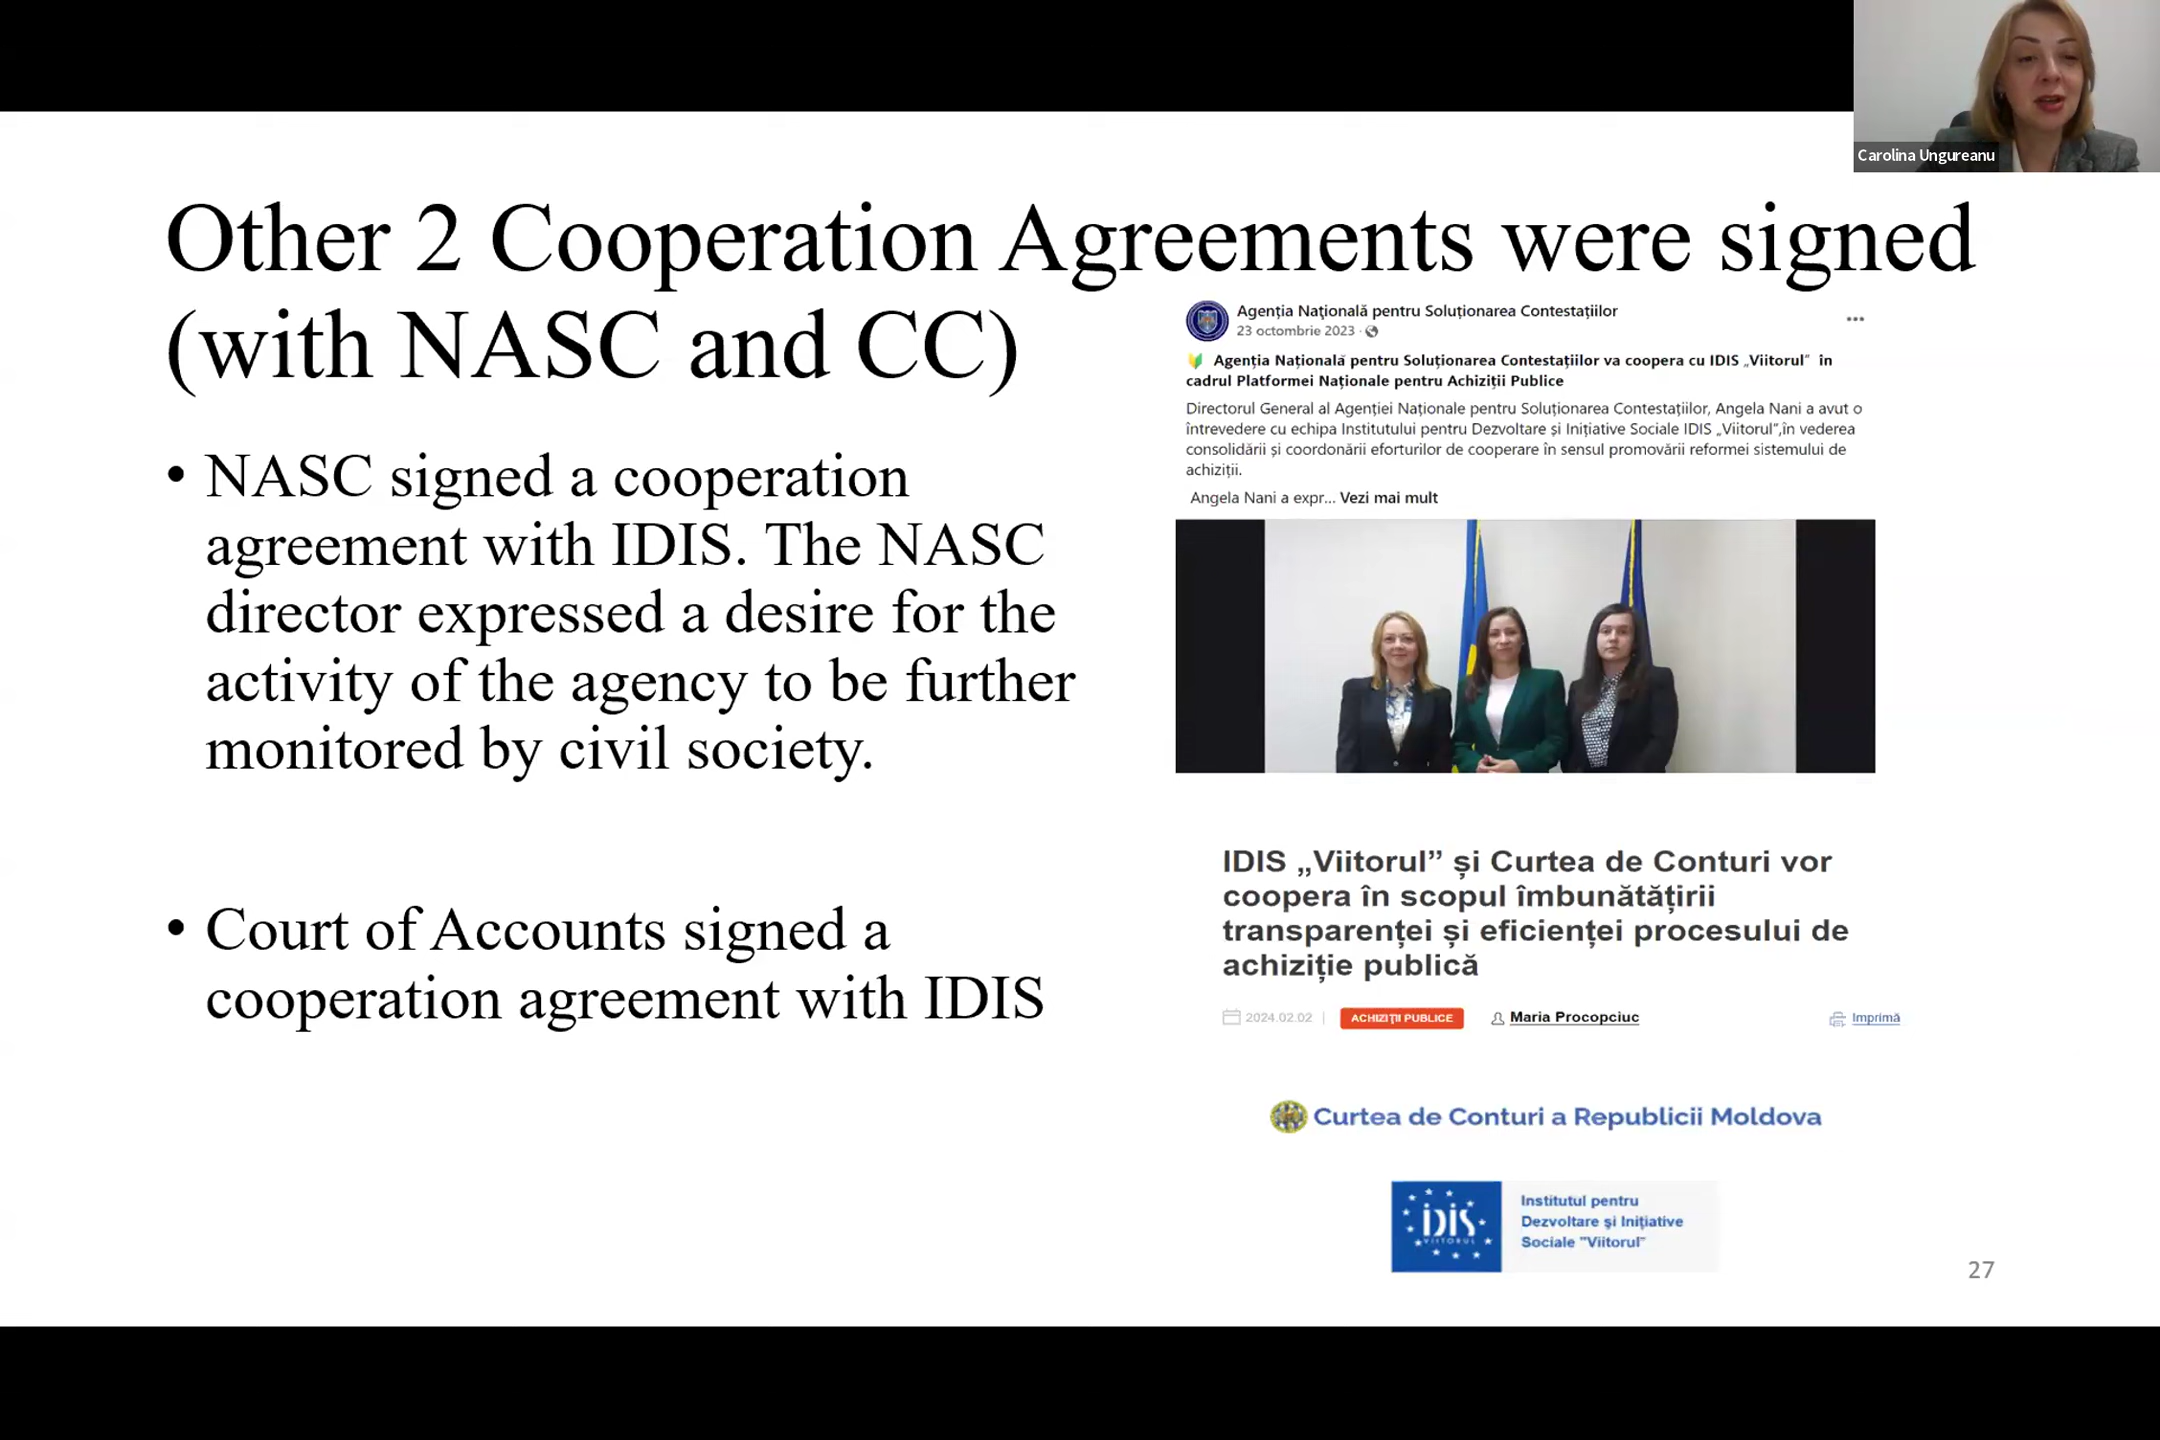 Carolina Ungureanu
Other 2 Cooperation Agreements were signed
(with NASC and CC)
• NASC signed a cooperation
agreement with IDIS. The NASC
director expressed a desire for the
activity of the agency to be further
monitored by civil society.
• Court of Accounts signed a
cooperation agreement with IDIS
Agenția Națională pentru Soluționarea Contestațiilor
23 octombrie 2023 ·
Agenția Națională pentru Soluționarea Contestațiilor va coopera cu IDIS „Viitorul" în
cadrul Platformei Naționale pentru Achiziții Publice
Directorul General al Agenției Naționale pentru Soluționarea Contestațiilor, Angela Nani a avut o
întrevedere cu echipa Institutului pentru Dezvoltare și Inițiative Sociale IDIS „Viitorul",în vederea
consolidării și coordonării eforturilor de cooperare în sensul promovării reformei sistemului de
achiziții.
Angela Nani a expr... Vezi mai mult
IDIS „Viitorul” și Curtea de Conturi vor
coopera în scopul îmbunătățirii
transparenței și eficienței procesului de
achiziție publică
2024.02.02 | ACHIZIŢII PUBLICE Maria Procopciuc Imprimă
Curtea de Conturi a Republicii Moldova
iDIS
VIITORUL
Institutul pentru
Dezvoltare şi Iniţiative
Sociale "Viitorul"
27